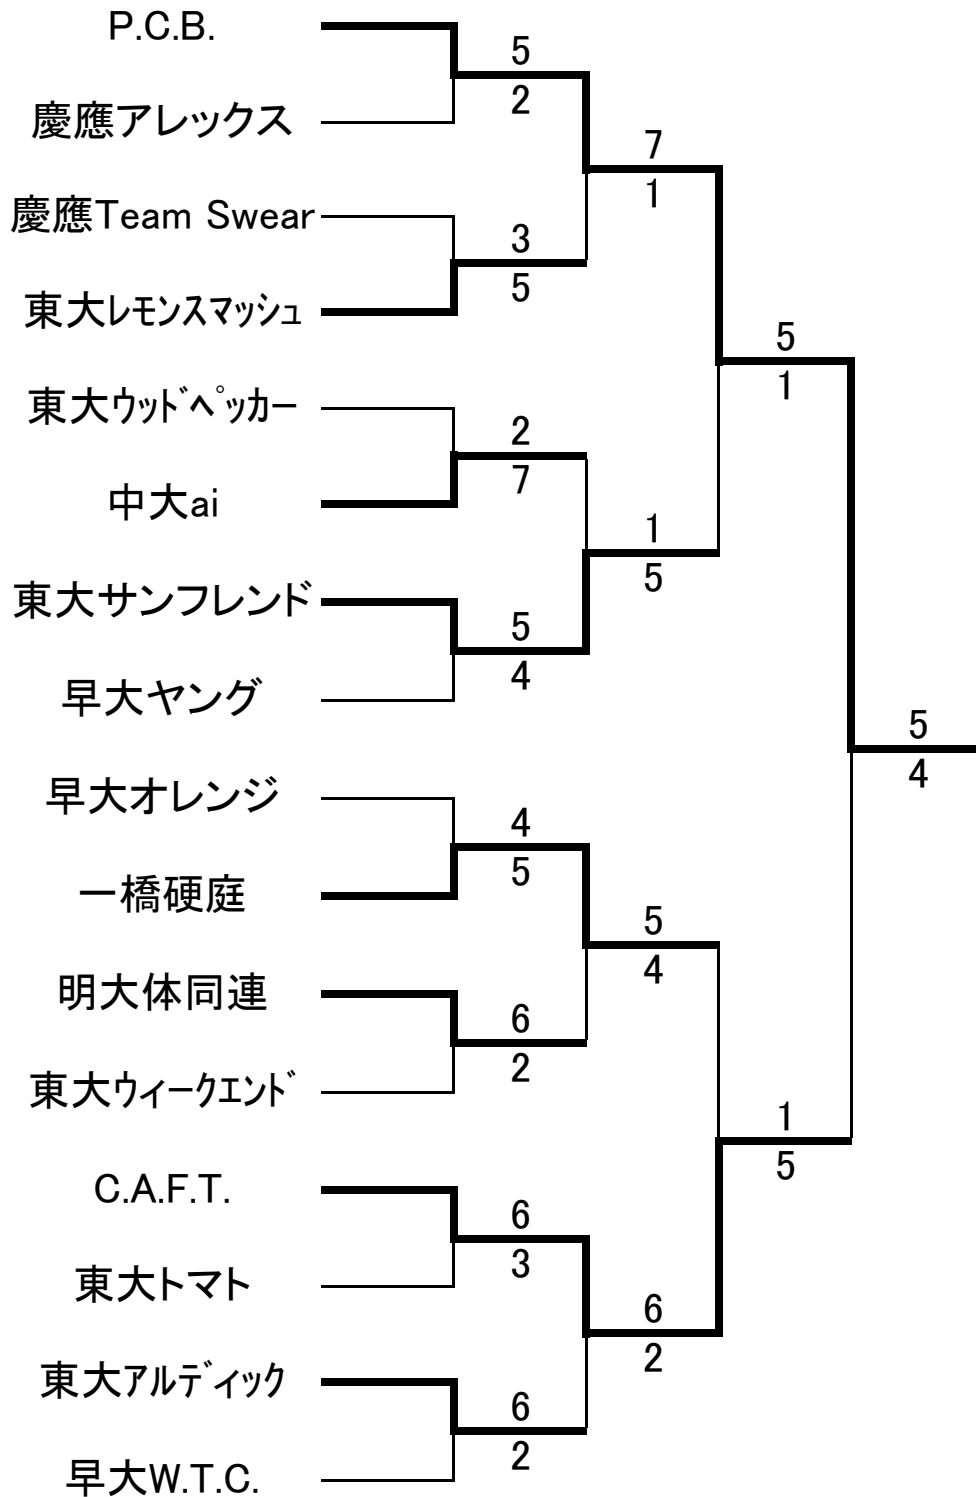 P.C.B.
5
慶應アレックス
2
7
1
慶應Team Swear
3
東大レモンスマッシュ
5
5
1
東大ｳｯﾄﾞﾍﾟｯｶｰ
2
中大ai
7
1
5
東大サンフレンド
5
早大ヤング
4
5
4
早大オレンジ
4
一橋硬庭
5
5
4
明大体同連
6
東大ｳｨｰｸｴﾝﾄﾞ
2
1
5
C.A.F.T.
6
東大トマト
3
6
2
東大ｱﾙﾃﾞｨｯｸ
6
早大W.T.C.
2